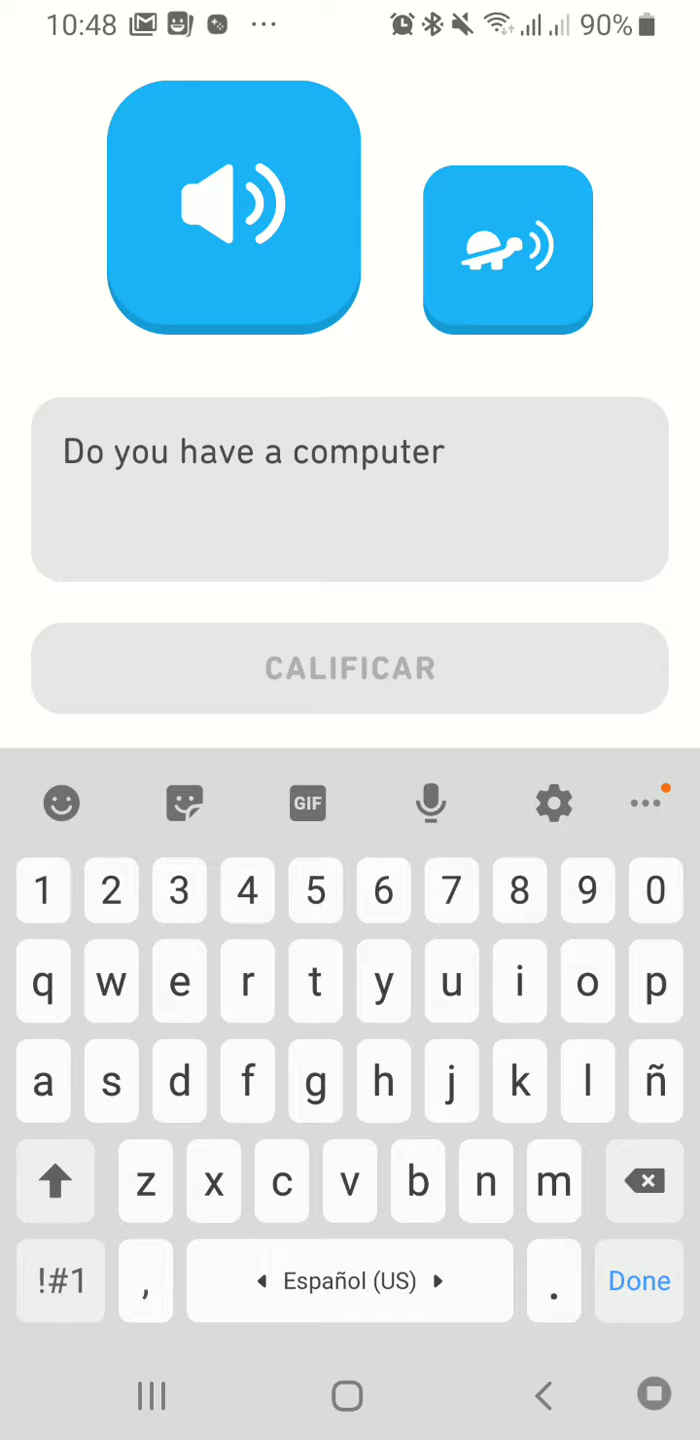 10:48 90%
Do you have a computer
CALIFICAR
GIF
1 2 3 4 5 6 7 8 9 0
q w e r t y u i o p
a s d f g h j k l ñ
z x c v b n m
!#1 , Español (US) . Done